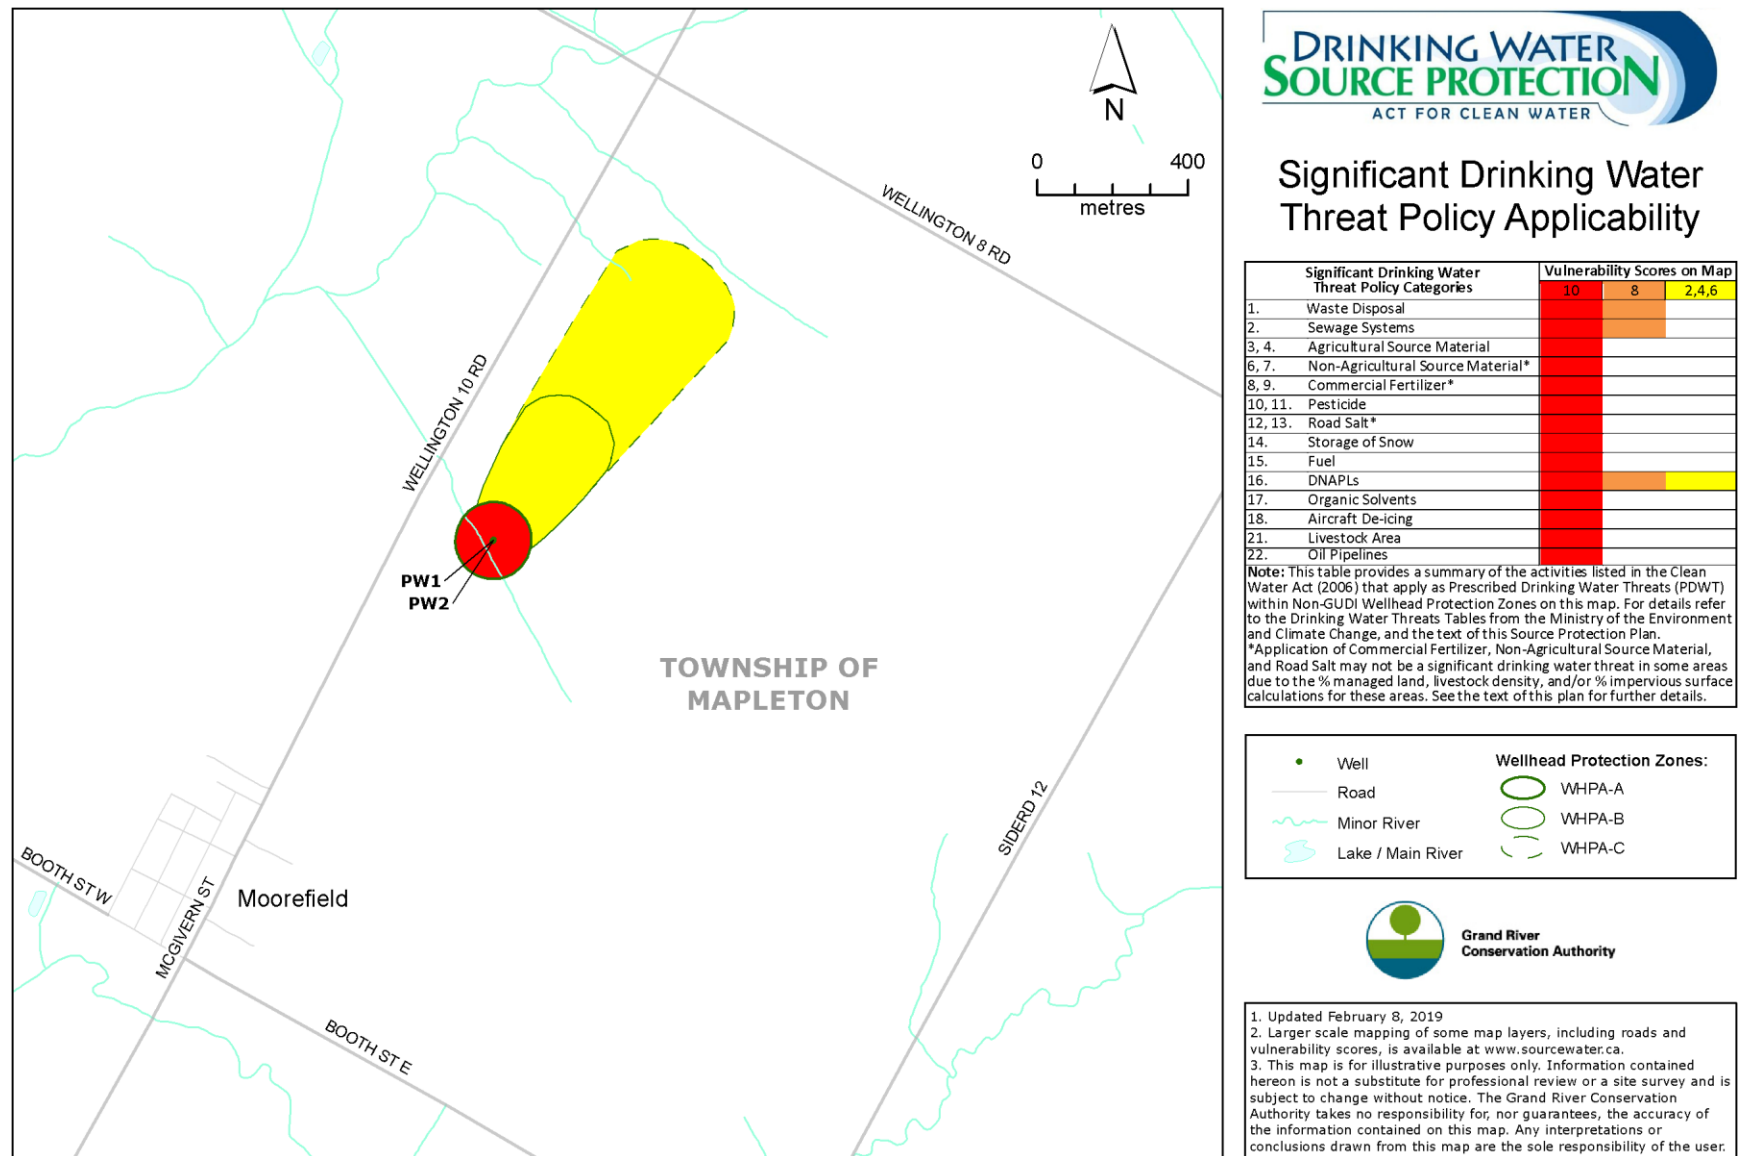 N
0 400
metres
WELLINGTON 8 RD
WELLINGTON 10 RD
PW1
PW2
TOWNSHIP OF
MAPLETON
SIDERD 12
BOOTH ST W
MCGIVERN ST
Moorefield
BOOTH ST E
DRINKING WATER
SOURCE PROTECTION
ACT FOR CLEAN WATER
Significant Drinking Water
Threat Policy Applicability
Significant Drinking Water
Threat Policy Categories
Vulnerability Scores on Map
10 8 2,4,6
1. Waste Disposal
2. Sewage Systems
3, 4. Agricultural Source Material
6, 7. Non-Agricultural Source Material*
8, 9. Commercial Fertilizer*
10, 11. Pesticide
12, 13. Road Salt*
14. Storage of Snow
15. Fuel
16. DNAPLs
17. Organic Solvents
18. Aircraft De-icing
21. Livestock Area
22. Oil Pipelines
Note: This table provides a summary of the activities listed in the Clean
Water Act (2006) that apply as Prescribed Drinking Water Threats (PDWT)
within Non-GUDI Wellhead Protection Zones on this map. For details refer
to the Drinking Water Threats Tables from the Ministry of the Environment
and Climate Change, and the text of this Source Protection Plan.
*Application of Commercial Fertilizer, Non-Agricultural Source Material,
and Road Salt may not be a significant drinking water threat in some areas
due to the % managed land, livestock density, and/or % impervious surface
calculations for these areas. See the text of this plan for further details.
Well
Road
Minor River
Lake / Main River
Wellhead Protection Zones:
WHPA-A
WHPA-B
WHPA-C
Grand River
Conservation Authority
1. Updated February 8, 2019
2. Larger scale mapping of some map layers, including roads and
vulnerability scores, is available at www.sourcewater.ca.
3. This map is for illustrative purposes only. Information contained
hereon is not a substitute for professional review or a site survey and is
subject to change without notice. The Grand River Conservation
Authority takes no responsibility for, nor guarantees, the accuracy of
the information contained on this map. Any interpretations or
conclusions drawn from this map are the sole responsibility of the user.